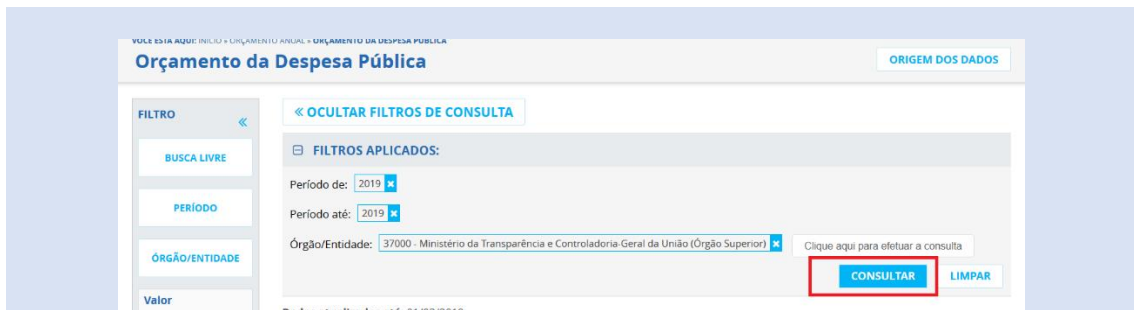 VOCÊ ESTÁ AQUI: INÍCIO » ORÇAMENTO ANUAL » ORÇAMENTO DA DESPESA PÚBLICA
Orçamento da Despesa Pública
ORIGEM DOS DADOS
FILTRO «
« OCULTAR FILTROS DE CONSULTA
BUSCA LIVRE
FILTROS APLICADOS:
Período de: 2019 x
PERÍODO
Período até: 2019 x
Órgão/Entidade: 37000 - Ministério da Transparência e Controladoria-Geral da União (Órgão Superior) x
Clique aqui para efetuar a consulta
ÓRGÃO/ENTIDADE
CONSULTAR LIMPAR
Valor